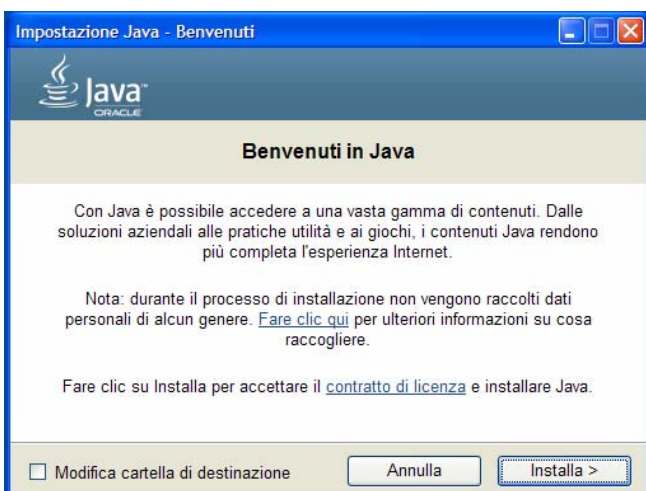 Impostazione Java - Benvenuti
Java™
ORACLE
Benvenuti in Java
Con Java è possibile accedere a una vasta gamma di contenuti. Dalle
soluzioni aziendali alle pratiche utilità e ai giochi, i contenuti Java rendono
più completa l'esperienza Internet.
Nota: durante il processo di installazione non vengono raccolti dati
personali di alcun genere. Fare clic qui per ulteriori informazioni su cosa
raccogliere.
Fare clic su Installa per accettare il contratto di licenza e installare Java.
Modifica cartella di destinazione
Annulla
Installa >